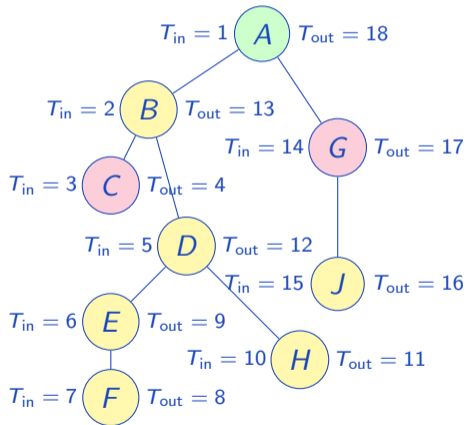 T_in = 1 A T_out = 18
T_in = 2 B T_out = 13
T_in = 14 G T_out = 17
T_in = 3 C T_out = 4
T_in = 5 D T_out = 12
T_in = 15 J T_out = 16
T_in = 6 E T_out = 9
T_in = 10 H T_out = 11
T_in = 7 F T_out = 8